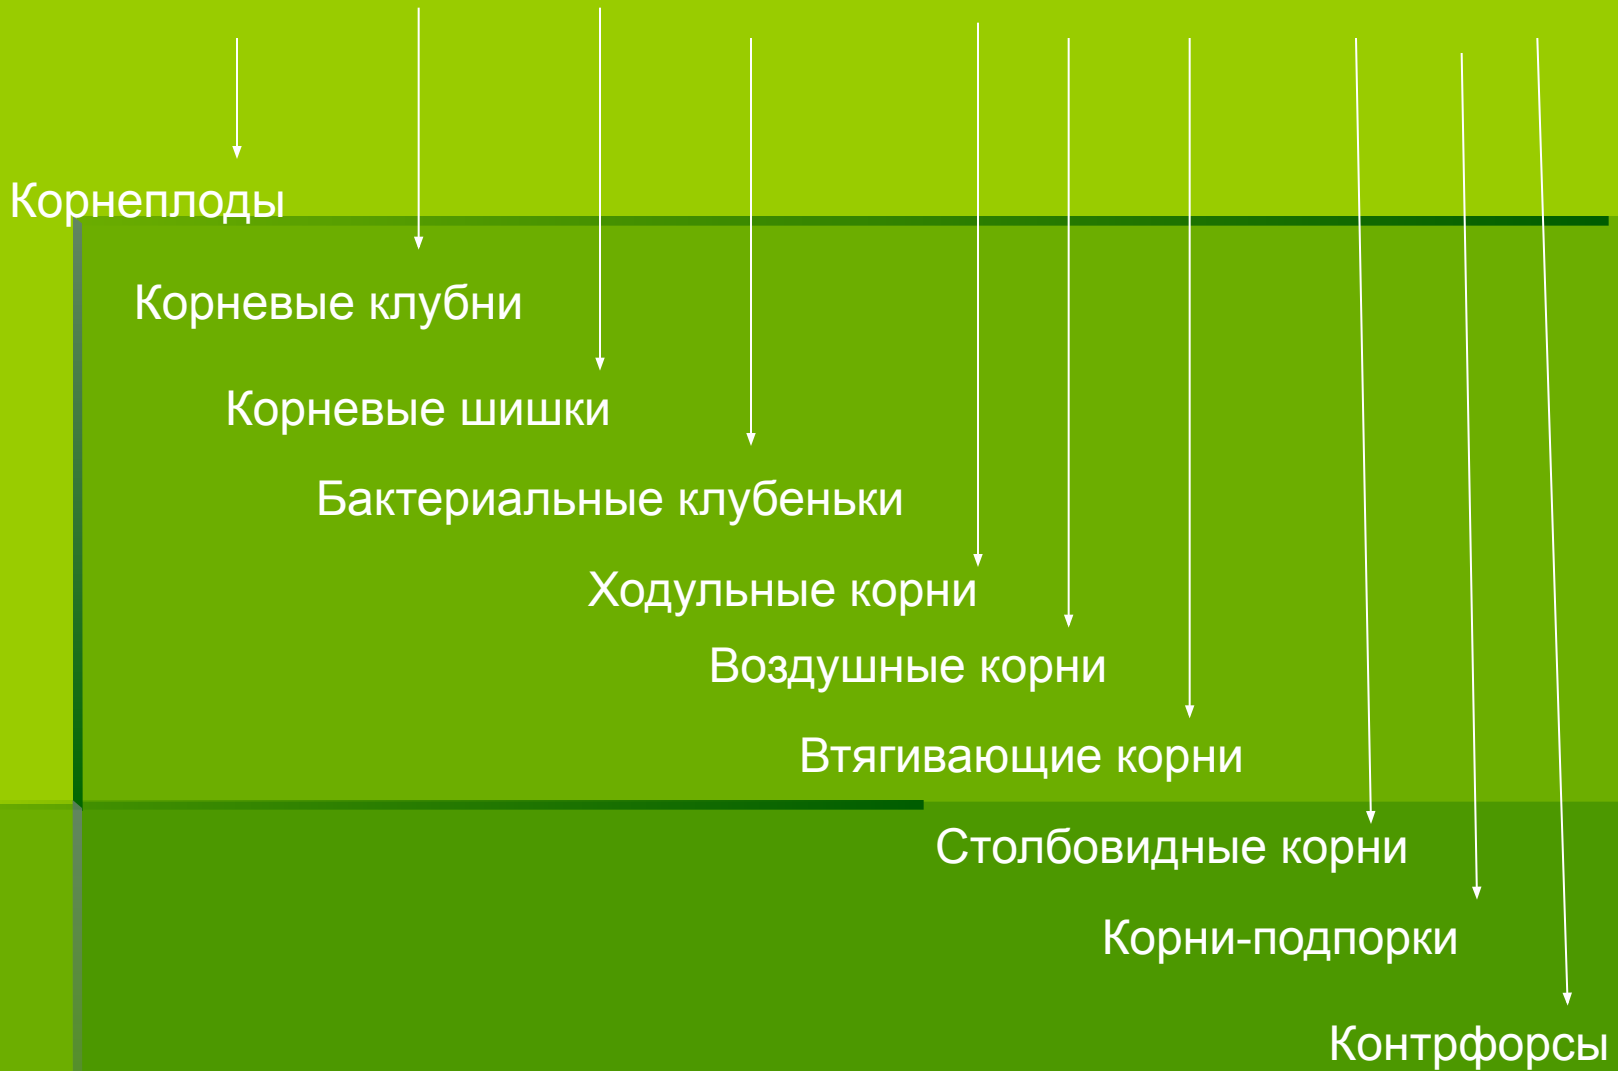 Корнеплоды
Корневые клубни
Корневые шишки
Бактериальные клубеньки
Ходульные корни
Воздушные корни
Втягивающие корни
Столбовидные корни
Корни-подпорки
Контрфорсы